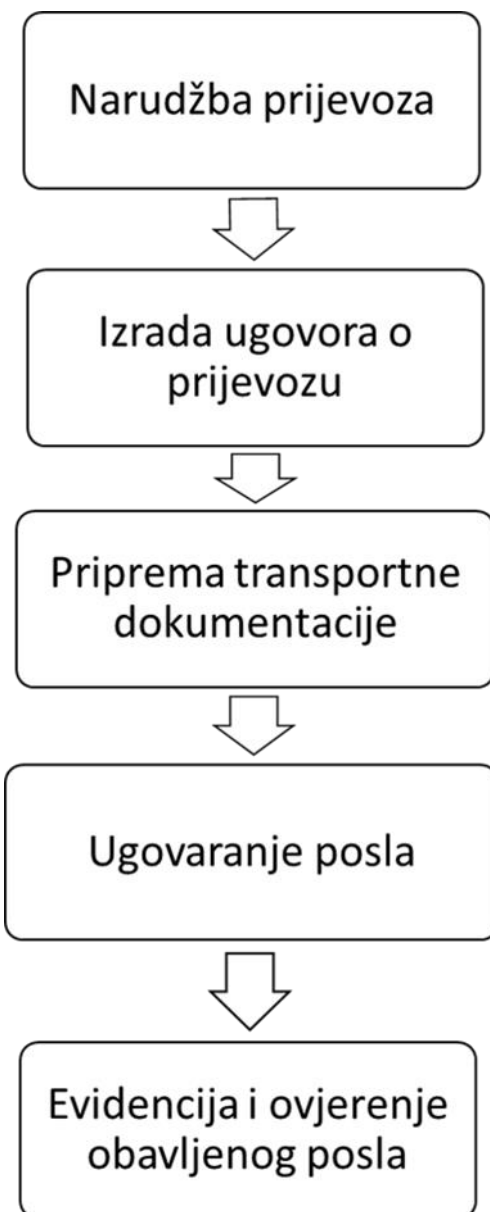 Narudžba prijevoza
Izrada ugovora o
prijevozu
Priprema transportne
dokumentacije
Ugovaranje posla
Evidencija i ovjerenje
obavljenog posla